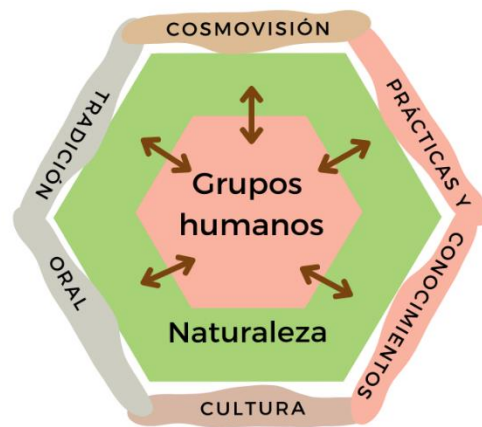 COSMOVISIÓN
TRADICIÓN
ORAL
PRÁCTICAS Y
CONOCIMIENTOS
Grupos
humanos
Naturaleza
CULTURA